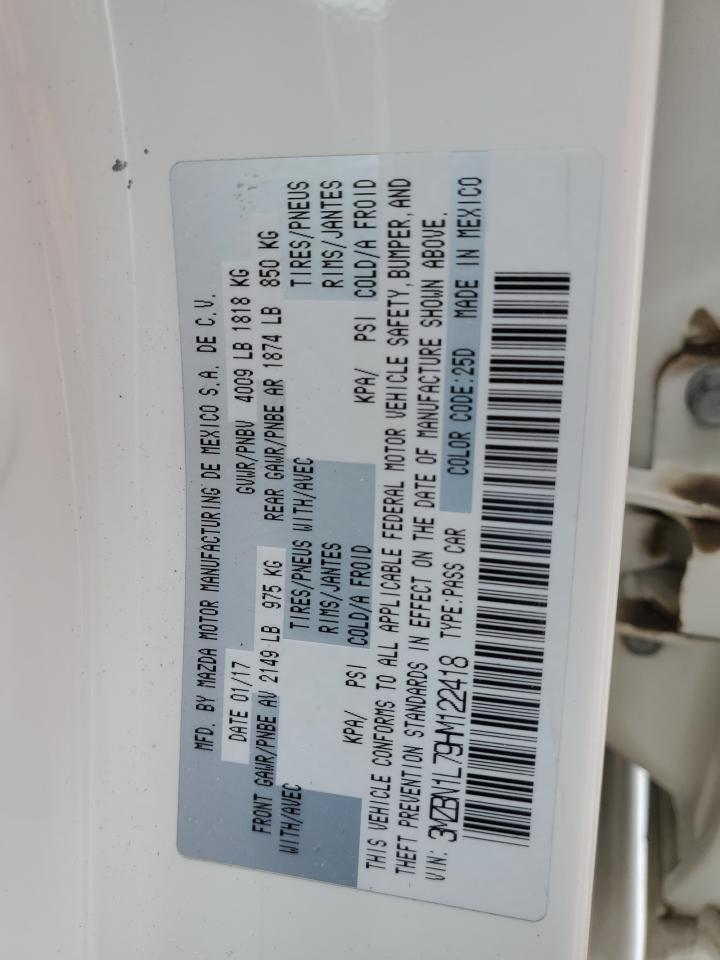 MFD. BY MAZDA MOTOR MANUFACTURING DE MEXICO S.A. DE C.V.
DATE 01/17 GVWR/PNBV 4009 LB 1818 KG
FRONT GAWR/PNBE AV 2149 LB 975 KG REAR GAWR/PNBE AR 1874 LB 850 KG
WITH/AVEC TIRES/PNEUS WITH/AVEC TIRES/PNEUS
RIMS/JANTES RIMS/JANTES
KPA/ PSI COLD/A FROID KPA/ PSI COLD/A FROID
THIS VEHICLE CONFORMS TO ALL APPLICABLE FEDERAL MOTOR VEHICLE SAFETY, BUMPER, AND
THEFT PREVENTION STANDARDS IN EFFECT ON THE DATE OF MANUFACTURE SHOWN ABOVE.
VIN: 3MZBN1L79HM122418 TYPE:PASS CAR COLOR CODE:25D MADE IN MEXICO